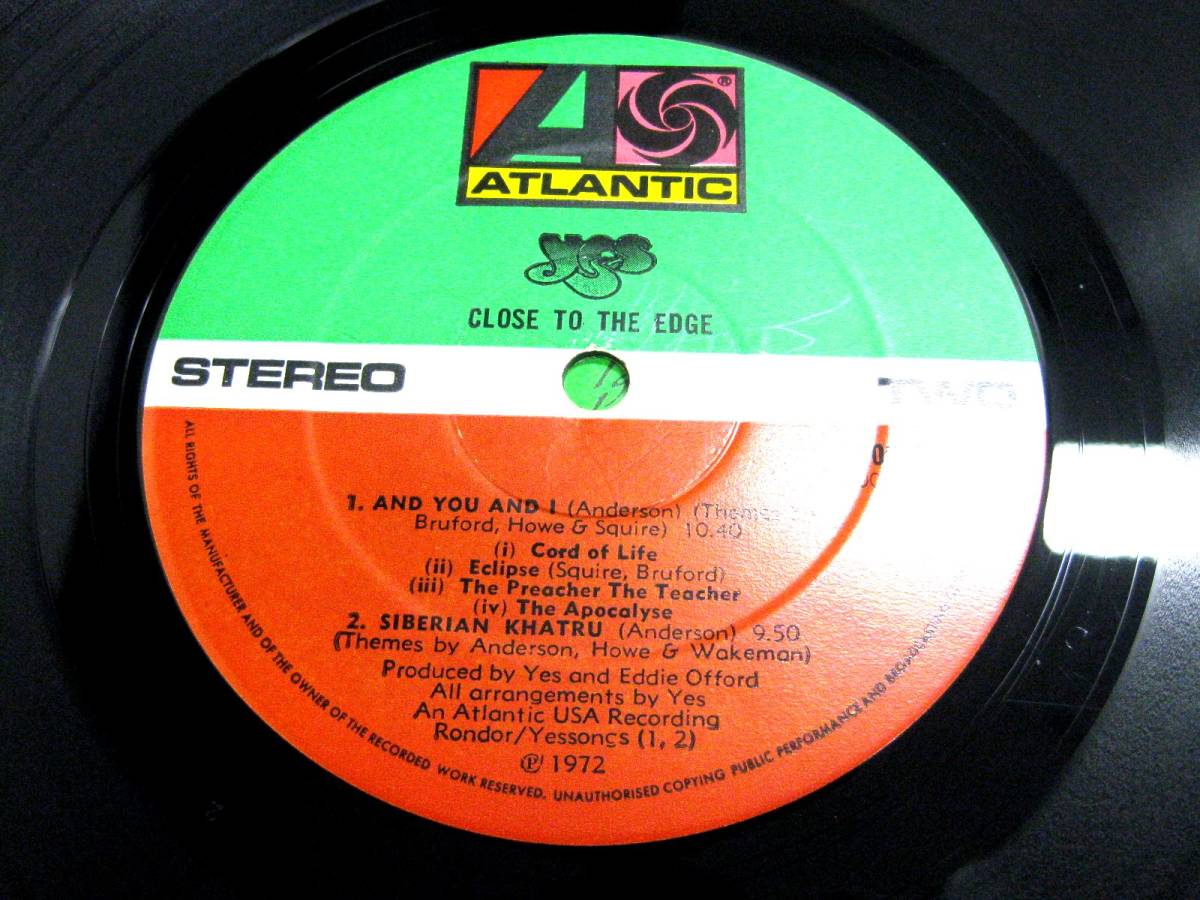 ATLANTIC
®
yes
CLOSE TO THE EDGE
STEREO
TWO
1. AND YOU AND I (Anderson) (Themes
Bruford, Howe & Squire) 10.40
(i) Cord of Life
(ii) Eclipse (Squire, Bruford)
(iii) The Preacher The Teacher
(iv) The Apocalyse
2. SIBERIAN KHATRU (Anderson) 9.50
(Themes by Anderson, Howe & Wakeman)
Produced by Yes and Eddie Offord
All arrangements by Yes
An Atlantic USA Recording
Rondor/Yessongs (1, 2)
℗ 1972
ALL RIGHTS OF THE MANUFACTURER AND OF THE OWNER OF THE RECORDED WORK RESERVED. UNAUTHORISED COPYING PUBLIC PERFORMANCE AND